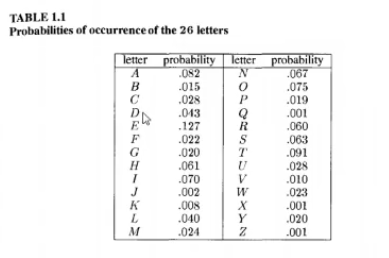 TABLE 1.1
Probabilities of occurrence of the 26 letters
letter probability letter probability
A .082 N .067
B .015 O .075
C .028 P .019
D .043 Q .001
E .127 R .060
F .022 S .063
G .020 T .091
H .061 U .028
I .070 V .010
J .002 W .023
K .008 X .001
L .040 Y .020
M .024 Z .001